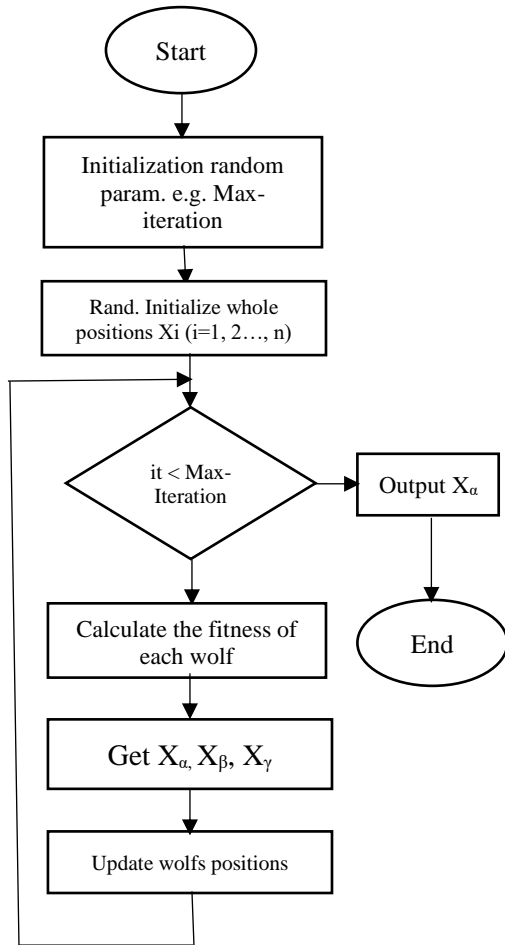 Start
Initialization random
param. e.g. Max-
iteration
Rand. Initialize whole
positions Xi (i=1, 2…, n)
it < Max-
Iteration
Output Xα
Calculate the fitness of
each wolf
End
Get Xα, Xβ, Xγ
Update wolfs positions